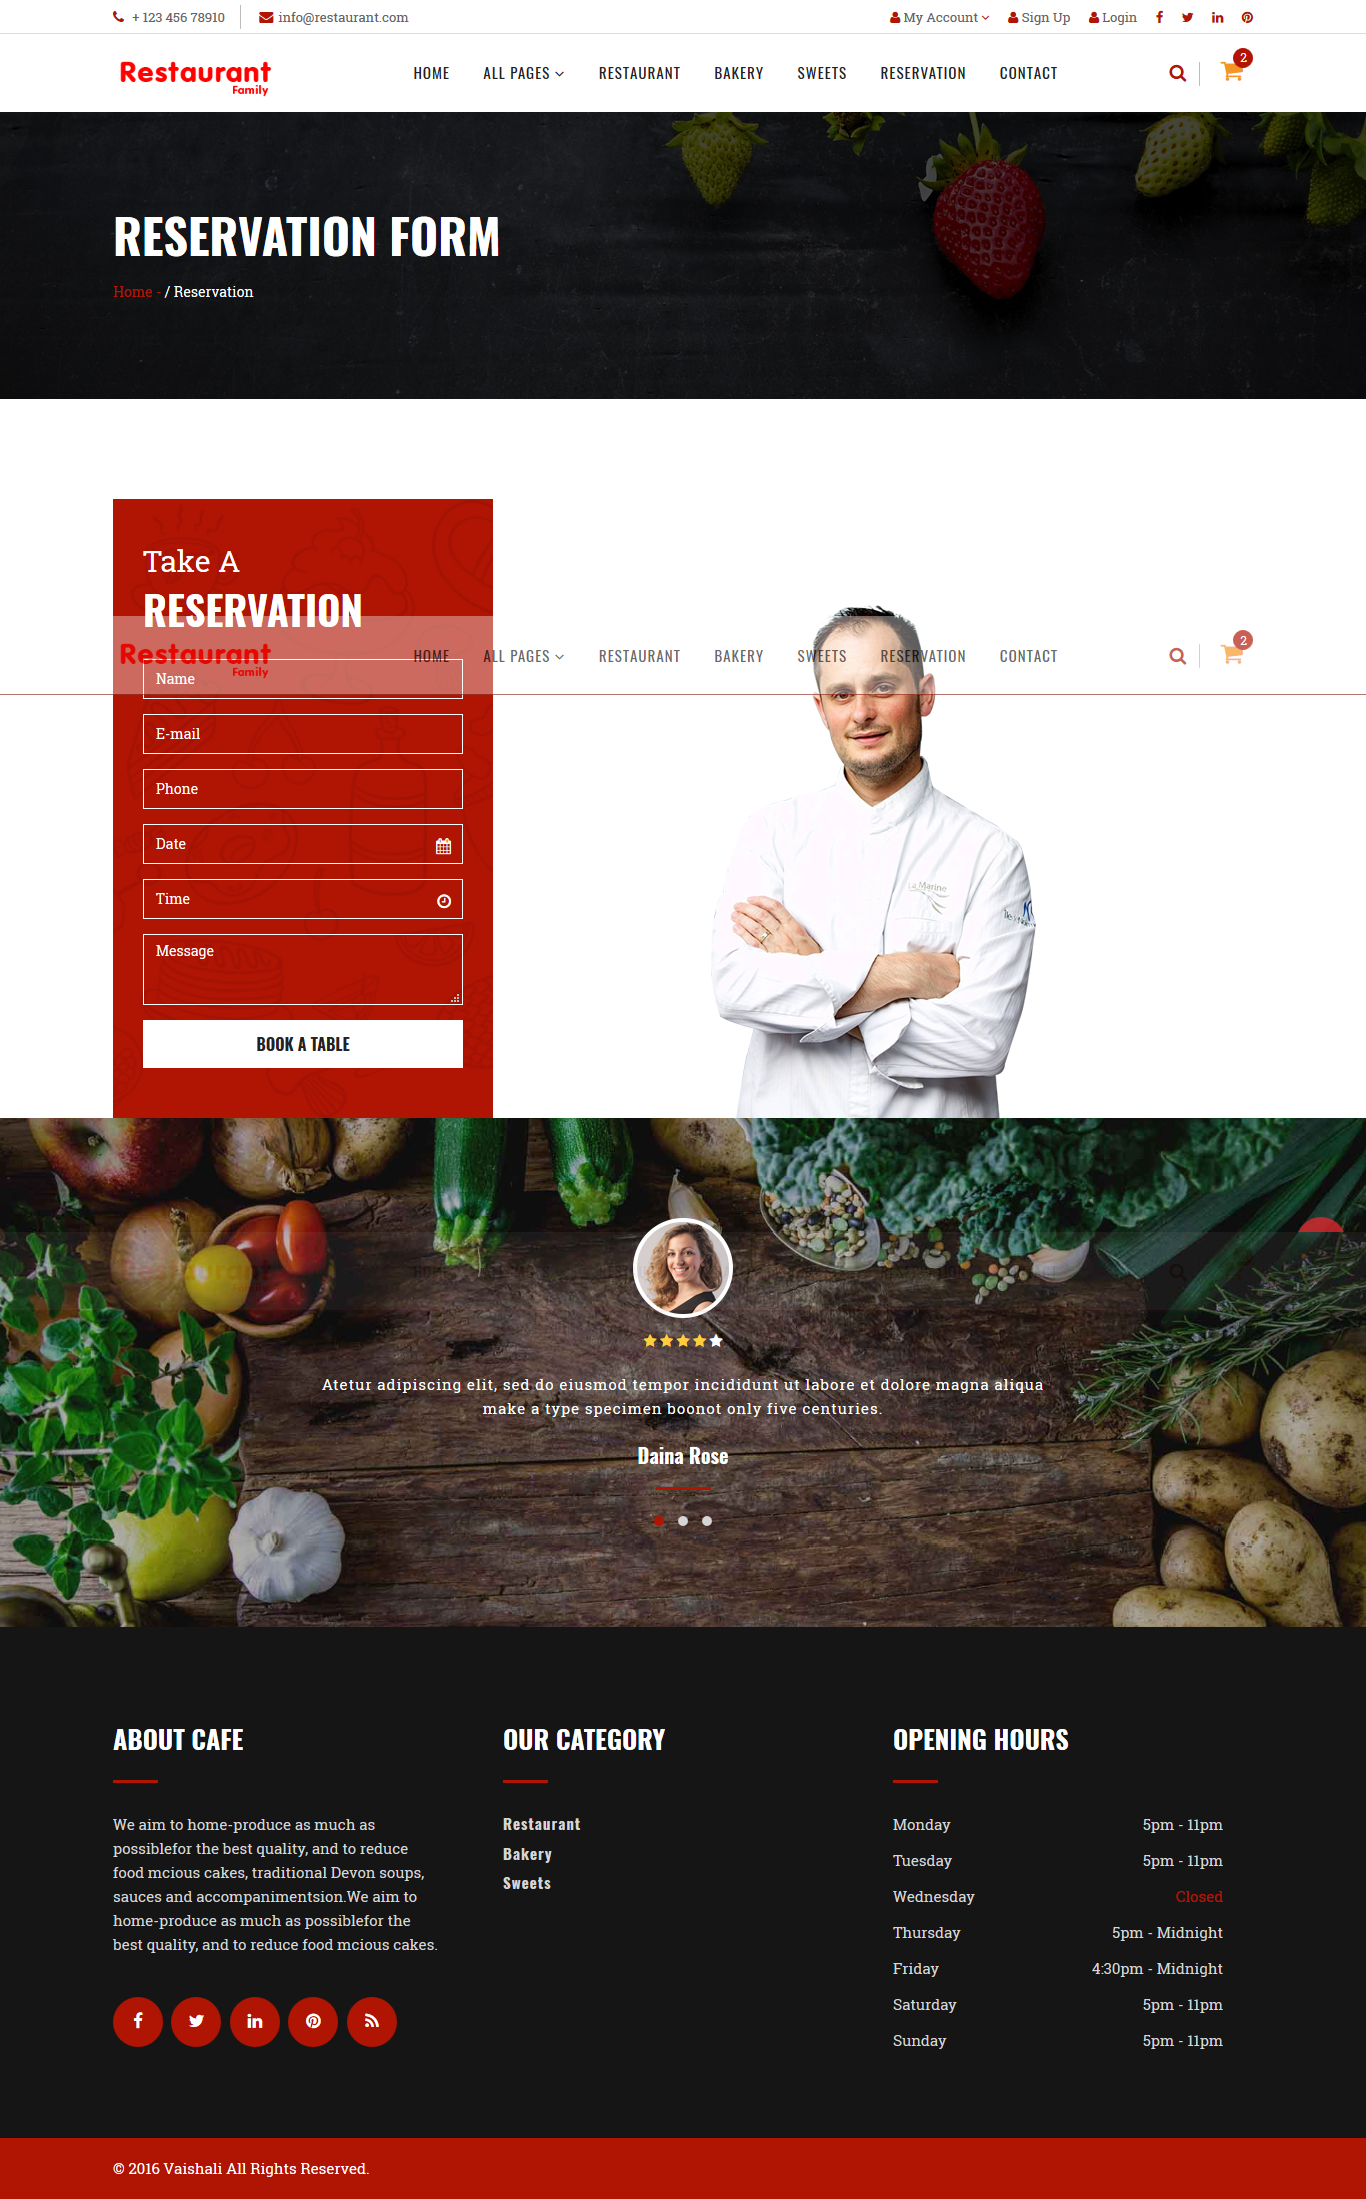 + 123 456 78910
info@restaurant.com
My Account
Sign Up
Login
Restaurant
Family
HOME
ALL PAGES
RESTAURANT
BAKERY
SWEETS
RESERVATION
CONTACT
2
RESERVATION FORM
Home - / Reservation
Take A
RESERVATION
Restaurant
Family
HOME
ALL PAGES
RESTAURANT
BAKERY
SWEETS
RESERVATION
CONTACT
2
Name
E-mail
Phone
Date
Time
Message
BOOK A TABLE
Marine
Atetur adipiscing elit, sed do eiusmod tempor incididunt ut labore et dolore magna aliqua
make a type specimen boonot only five centuries.
Daina Rose
ABOUT CAFE
We aim to home-produce as much as
possiblefor the best quality, and to reduce
food mcious cakes, traditional Devon soups,
sauces and accompanimentsion.We aim to
home-produce as much as possiblefor the
best quality, and to reduce food mcious cakes.
OUR CATEGORY
Restaurant
Bakery
Sweets
OPENING HOURS
Monday 5pm - 11pm
Tuesday 5pm - 11pm
Wednesday Closed
Thursday 5pm - Midnight
Friday 4:30pm - Midnight
Saturday 5pm - 11pm
Sunday 5pm - 11pm
© 2016 Vaishali All Rights Reserved.